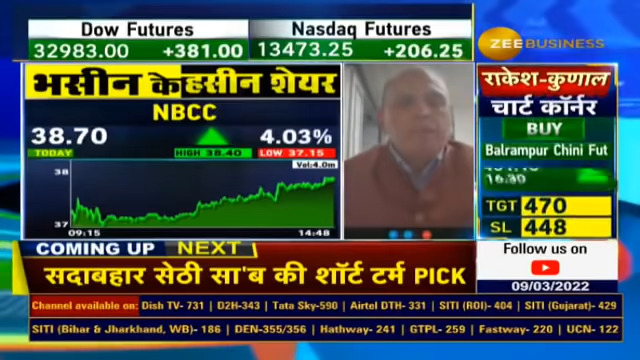 Dow Futures
32983.00 +381.00
Nasdaq Futures
13473.25 +206.25
ZEE BUSINESS
भसीन के हसीन शेयर
NBCC
38.70 4.03%
TODAY HIGH 38.40 LOW 37.15
Vol:4.0m
38
37
09:15 14:48
राकेश-कुणाल
चार्ट कॉर्नर
BUY
Balrampur Chini Fut
16:30
TGT 470
SL 448
COMING UP NEXT
सदाबहार सेठी सा'ब की शॉर्ट टर्म PICK
Follow us on
09/03/2022
Channel available on: Dish TV- 731 | D2H-343 | Tata Sky-590 | Airtel DTH- 331 | SITI (ROI)- 404 | SITI (Gujarat)- 429
SITI (Bihar & Jharkhand, WB)- 186 | DEN-355/356 | Hathway- 241 | GTPL- 259 | Fastway- 220 | UCN- 122